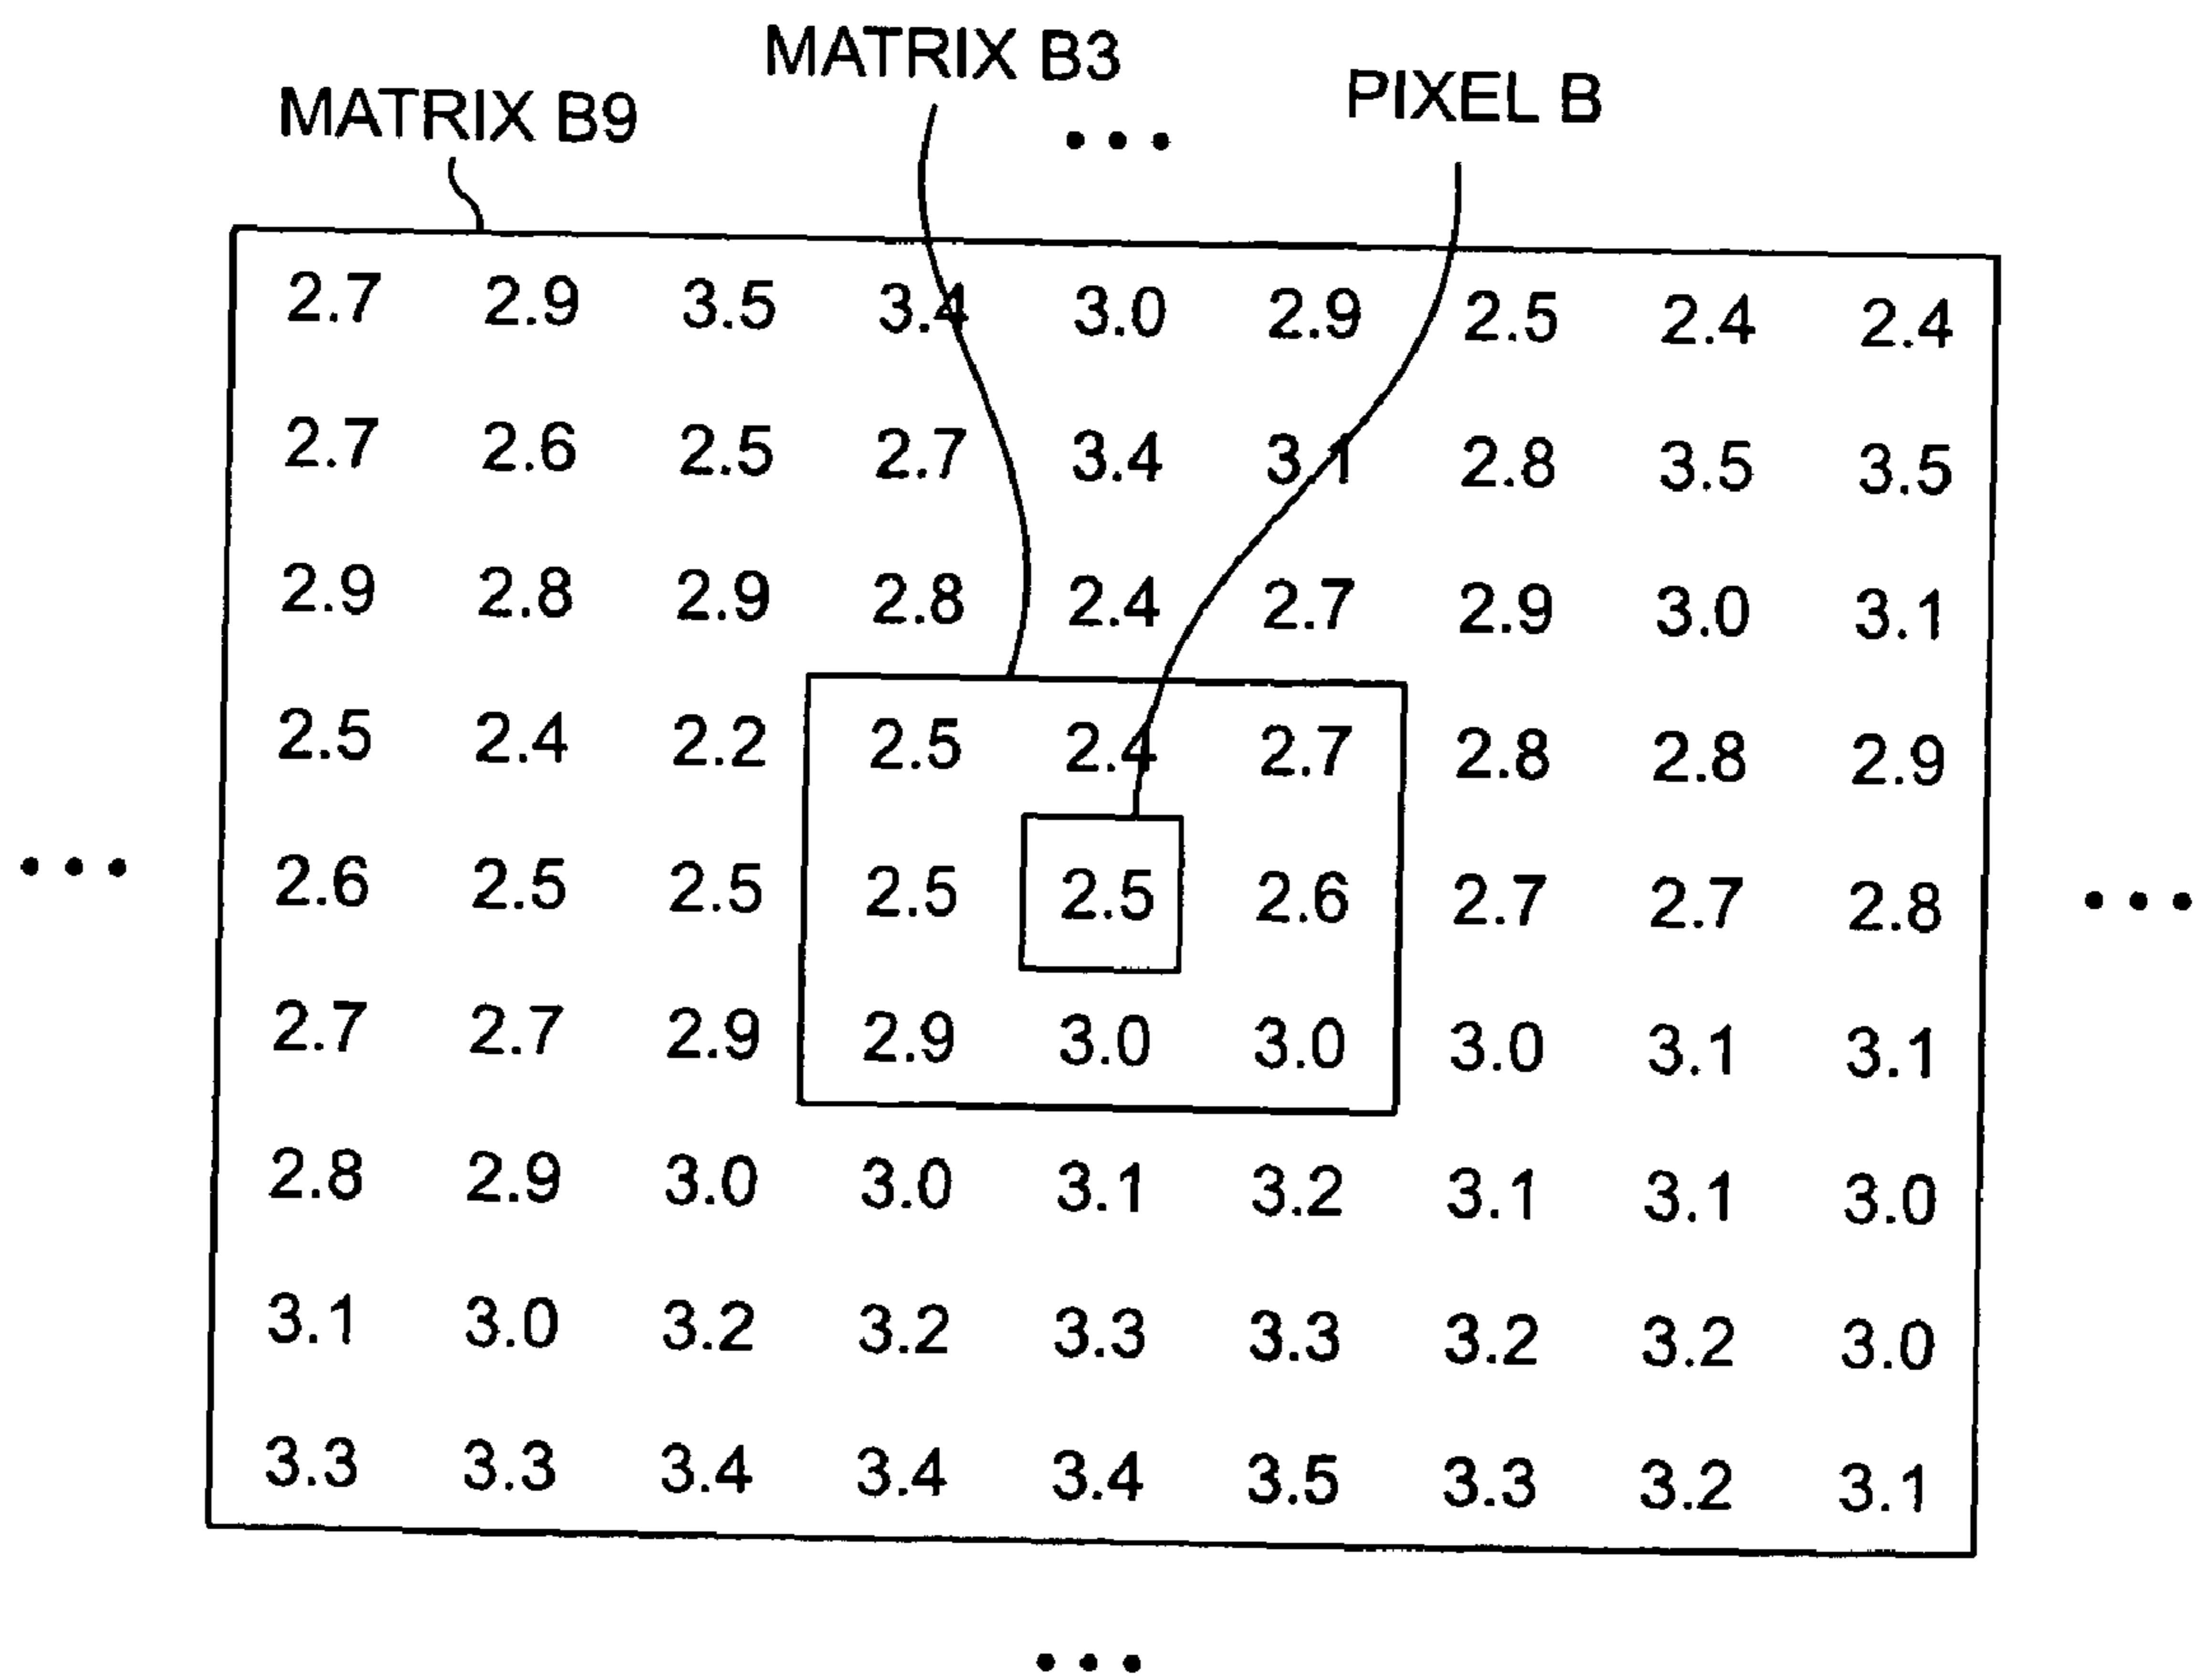 MATRIX B3
MATRIX B9
PIXEL B
•••
2.7 2.9 3.5 3.4 3.0 2.9 2.5 2.4 2.4
2.7 2.6 2.5 2.7 3.4 3.1 2.8 3.5 3.5
2.9 2.8 2.9 2.8 2.4 2.7 2.9 3.0 3.1
2.5 2.4 2.2 2.5 2.4 2.7 2.8 2.8 2.9
••• 2.6 2.5 2.5 2.5 2.5 2.6 2.7 2.7 2.8 •••
2.7 2.7 2.9 2.9 3.0 3.0 3.0 3.1 3.1
2.8 2.9 3.0 3.0 3.1 3.2 3.1 3.1 3.0
3.1 3.0 3.2 3.2 3.3 3.3 3.2 3.2 3.0
3.3 3.3 3.4 3.4 3.4 3.5 3.3 3.2 3.1
•••